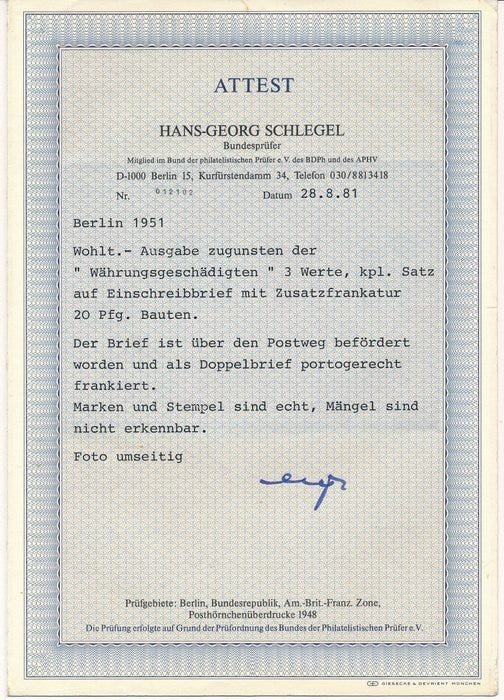 ATTEST
HANS-GEORG SCHLEGEL
Bundesprüfer
Mitglied im Bund der philatelistischen Prüfer e. V. des BDPh und des APHV
D-1000 Berlin 15, Kurfürstendamm 34, Telefon 030/8813418
Nr. 012102 Datum 28.8.81
Berlin 1951
Wohlt.- Ausgabe zugunsten der
" Währungsgeschädigten " 3 Werte, kpl. Satz
auf Einschreibbrief mit Zusatzfrankatur
20 Pfg. Bauten.
Der Brief ist über den Postweg befördert
worden und als Doppelbrief portogerecht
frankiert.
Marken und Stempel sind echt, Mängel sind
nicht erkennbar.
Foto umseitig
Prüfgebiete: Berlin, Bundesrepublik, Am.-Brit.-Franz. Zone,
Posthörnchenüberdrucke 1948
Die Prüfung erfolgte auf Grund der Prüfordnung des Bundes der Philatelistischen Prüfer e.V.
GIESECKE & DEVRIENT MÜNCHEN